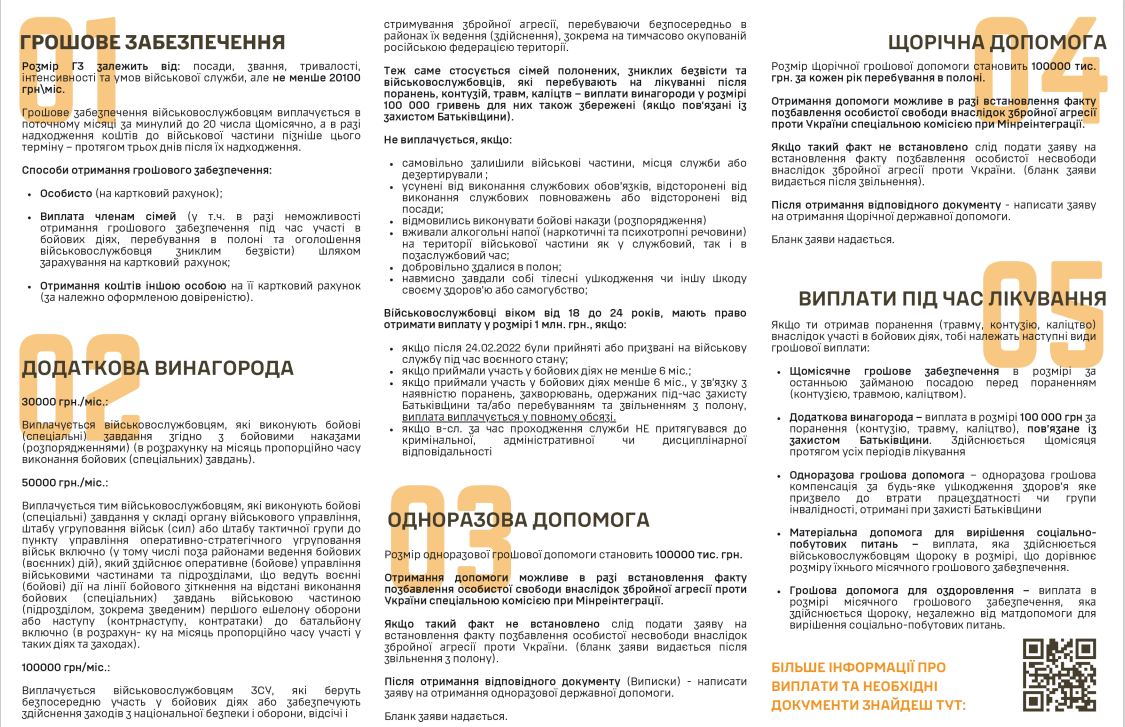 01
ГРОШОВЕ ЗАБЕЗПЕЧЕННЯ
Розмір ГЗ залежить від: посади, звання, тривалості,
інтенсивності та умов військової служби, але не менше 20100
грн\міс.
Грошове забезпечення військовослужбовцям виплачується в
поточному місяці за минулий до 20 числа щомісячно, а в разі
надходження коштів до військової частини пізніше цього
терміну – протягом трьох днів після їх надходження.
Способи отримання грошового забезпечення:
• Особисто (на картковий рахунок);
• Виплата членам сімей (у т.ч. в разі неможливості
отримання грошового забезпечення під час участі в
бойових діях, перебування в полоні та оголошення
військовослужбовця зниклим безвісти) шляхом
зарахування на картковий рахунок;
• Отримання коштів іншою особою на її картковий рахунок
(за належно оформленою довіреністю).
02
ДОДАТКОВА ВИНАГОРОДА
30000 грн./міс.:
Виплачується військовослужбовцям, які виконують бойові
(спеціальні) завдання згідно з бойовими наказами
(розпорядженнями) (в розрахунку на місяць пропорційно часу
виконання бойових (спеціальних) завдань).
50000 грн./міс.:
Виплачується тим військовослужбовцям, які виконують бойові
(спеціальні) завдання у складі органу військового управління,
штабу угруповання військ (сил) або штабу тактичної групи до
пункту управління оперативно-стратегічного угруповання
військ включно (у тому числі поза районами ведення бойових
(воєнних) дій), який здійснює оперативне (бойове) управління
військовими частинами та підрозділами, що ведуть воєнні
(бойові) дії на лінії бойового зіткнення на відстані виконання
бойових (спеціальних) завдань військовою частиною
(підрозділом, зокрема зведеним) першого ешелону оборони
або наступу (контрнаступу, контратаки) до батальйону
включно (в розрахун- ку на місяць пропорційно часу участі у
таких діях та заходах).
100000 грн/міс.:
Виплачується військовослужбовцям ЗСУ, які беруть
безпосередню участь у бойових діях або забезпечують
здійснення заходів з національної безпеки і оборони, відсічі і
стримування збройної агресії, перебуваючи безпосередньо в
районах їх ведення (здійснення), зокрема на тимчасово окупованій
російською федерацією території.
Теж саме стосується сімей полонених, зниклих безвісти та
військовослужбовців, які перебувають на лікуванні після
поранень, контузій, травм, каліцтв – виплати винагороди у розмірі
100 000 гривень для них також збережені (якщо пов'язані із
захистом Батьківщини).
Не виплачується, якщо:
• самовільно залишили військові частини, місця служби або
дезертирували ;
• усунені від виконання службових обов'язків, відсторонені від
виконання службових повноважень або відсторонені від
посади;
• відмовились виконувати бойові накази (розпорядження)
• вживали алкогольні напої (наркотичні та психотропні речовини)
на території військової частини як у службовий, так і в
позаслужбовий час;
• добровільно здалися в полон;
• навмисно завдали собі тілесні ушкодження чи іншу шкоду
своєму здоров'ю або самогубство;
Військовослужбовці віком від 18 до 24 років, мають право
отримати виплату у розмірі 1 млн. грн., якщо:
• якщо після 24.02.2022 були прийняті або призвані на військову
службу під час воєнного стану;
• якщо приймали участь у бойових діях не менше 6 міс.;
• якщо приймали участь у бойових діях менше 6 міс., у зв'язку з
наявністю поранень, захворювань, одержаних під-час захисту
Батьківщини та/або перебуванням та звільненням з полону,
виплата виплачується у повному обсязі.
• якщо в-сл. за час проходження служби НЕ притягувався до
кримінальної, адміністративної чи дисциплінарної
відповідальності
03
ОДНОРАЗОВА ДОПОМОГА
Розмір одноразової грошової допомоги становить 100000 тис. грн.
Отримання допомоги можливе в разі встановлення факту
позбавлення особистої свободи внаслідок збройної агресії проти
України спеціальною комісією при Мінреінтеграції.
Якщо такий факт не встановлено слід подати заяву на
встановлення факту позбавлення особистої несвободи внаслідок
збройної агресії проти України. (бланк заяви видається після
звільнення з полону).
Після отримання відповідного документу (Виписки) - написати
заяву на отримання одноразової державної допомоги.
Бланк заяви надається.
04
ЩОРІЧНА ДОПОМОГА
Розмір щорічної грошової допомоги становить 100000 тис.
грн. за кожен рік перебування в полоні.
Отримання допомоги можливе в разі встановлення факту
позбавлення особистої свободи внаслідок збройної агресії
проти України спеціальною комісією при Мінреінтеграції.
Якщо такий факт не встановлено слід подати заяву на
встановлення факту позбавлення особистої несвободи
внаслідок збройної агресії проти України. (бланк заяви
видається після звільнення).
Після отримання відповідного документу - написати заяву
на отримання щорічної державної допомоги.
Бланк заяви надається.
05
ВИПЛАТИ ПІД ЧАС ЛІКУВАННЯ
Якщо ти отримав поранення (травму, контузію, каліцтво)
внаслідок участі в бойових діях, тобі належать наступні види
грошової виплати:
• Щомісячне грошове забезпечення в розмірі за
останньою займаною посадою перед пораненням
(контузією, травмою, каліцтвом).
• Додаткова винагорода – виплата в розмірі 100 000 грн за
поранення (контузію, травму, каліцтво), пов'язане із
захистом Батьківщини. Здійснюється щомісяця
протягом усіх періодів лікування
• Одноразова грошова допомога – одноразова грошова
компенсація за будь-яке ушкодження здоров'я яке
призвело до втрати працездатності чи групи
інвалідності, отримані при захисті Батьківщини
• Матеріальна допомога для вирішення соціально-
побутових питань – виплата, яка здійснюється
військовослужбовцям щороку в розмірі, що дорівнює
розміру їхнього місячного грошового забезпечення.
• Грошова допомога для оздоровлення – виплата в
розмірі місячного грошового забезпечення, яка
здійснюється щороку, незалежно від матдопомоги для
вирішення соціально-побутових питань.
БІЛЬШЕ ІНФОРМАЦІЇ ПРО
ВИПЛАТИ ТА НЕОБХІДНІ
ДОКУМЕНТИ ЗНАЙДЕШ ТУТ: